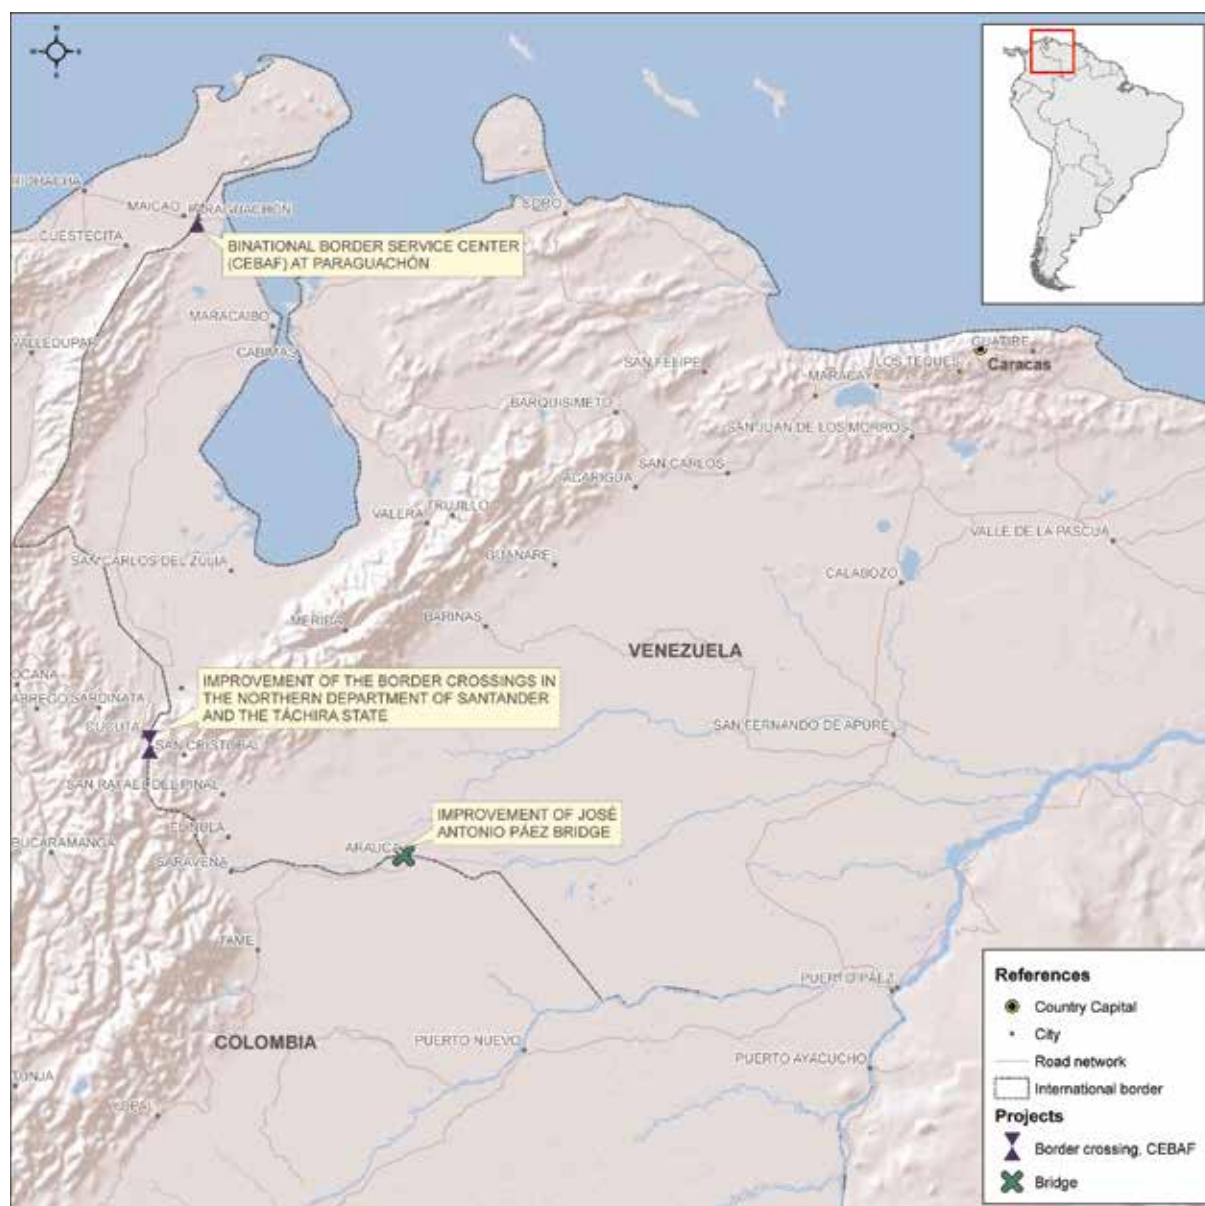 RIOHACHA
MAICAO
PARAGUACHÓN
CUESTECITA
CORO
BINATIONAL BORDER SERVICE CENTER
(CEBAF) AT PARAGUACHÓN
MARACAIBO
VALLEDUPAR
CABIMAS
GUATIRE
LOS TEQUES
Caracas
SAN FELIPE
MARACAY
BARQUISIMETO
SAN JUAN DE LOS MORROS
SAN CARLOS
ACARIGUA
VALERA
TRUJILLO
VALLE DE LA PASCUA
SAN CARLOS DEL ZULIA
GUANARE
CALABOZO
MERIDA
BARINAS
VENEZUELA
OCANA
ABREGO
SARDINATA
IMPROVEMENT OF THE BORDER CROSSINGS IN
THE NORTHERN DEPARTMENT OF SANTANDER
AND THE TÁCHIRA STATE
CUCUTA
SAN CRISTOBAL
SAN FERNANDO DE APURE
SAN RAFAEL DEL PINAL
IMPROVEMENT OF JOSÉ
ANTONIO PÁEZ BRIDGE
BUCARAMANGA
EL NULA
ARAUCA
SARAVENA
TAME
PUERTO PÁEZ
COLOMBIA
PUERTO NUEVO
PUERTO AYACUCHO
TUNJA
YOPAL
References
Country Capital
City
Road network
International border
Projects
Border crossing, CEBAF
Bridge